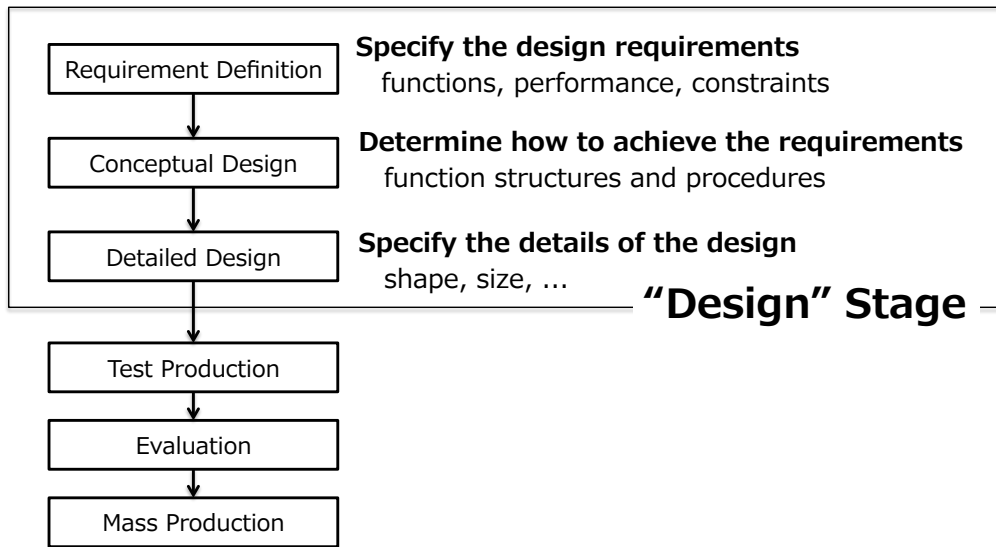 Requirement Definition
Specify the design requirements
functions, performance, constraints
Conceptual Design
Determine how to achieve the requirements
function structures and procedures
Detailed Design
Specify the details of the design
shape, size, ...
“Design” Stage
Test Production
Evaluation
Mass Production